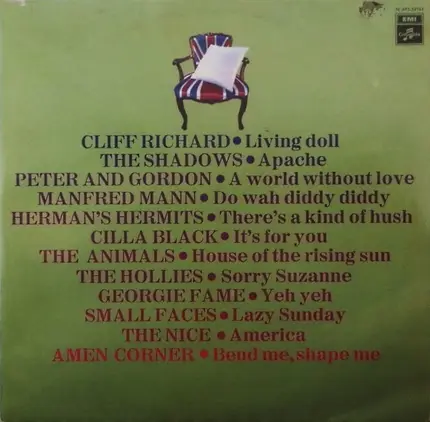 EMI
Columbia
CLIFF RICHARD • Living doll
THE SHADOWS • Apache
PETER AND GORDON • A world without love
MANFRED MANN • Do wah diddy diddy
HERMAN'S HERMITS • There's a kind of hush
CILLA BLACK • It's for you
THE ANIMALS • House of the rising sun
THE HOLLIES • Sorry Suzanne
GEORGIE FAME • Yeh yeh
SMALL FACES • Lazy Sunday
THE NICE • America
AMEN CORNER • Bend me, shape me